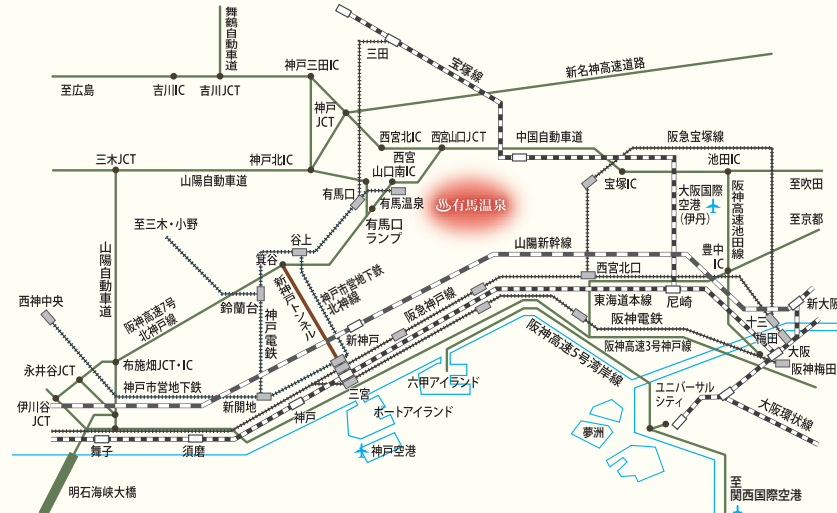 舞鶴自動車道
三田
宝塚線
新名神高速道路
神戸三田IC
至広島
吉川IC
吉川JCT
神戸
JCT
西宮北IC
西宮山口JCT
中国自動車道
阪急宝塚線
三木JCT
神戸北IC
西宮
山口南IC
池田IC
山陽自動車道
有馬口
有馬温泉
♨有馬温泉
宝塚IC
大阪国際
空港
(伊丹)
阪神高速池田線
至吹田
至京都
至三木・小野
有馬口
ランプ
谷上
山陽新幹線
豊中
IC
箕谷
山陽自動車道
新神戸トンネル
神戸市営地下鉄
北神線
西宮北口
西神中央
鈴蘭台
神戸電鉄
阪神高速7号
北神戸線
阪急神戸線
東海道本線
尼崎
新大阪
十三
新神戸
阪神電鉄
梅田
大阪
永井谷JCT
布施畑JCT・IC
阪神高速5号湾岸線
阪神高速3号神戸線
阪神梅田
神戸市営地下鉄
六甲アイランド
ユニバーサル
シティ
伊川谷
JCT
新開地
三宮
神戸
ポートアイランド
大阪環状線
舞子
須磨
神戸空港
夢洲
明石海峡大橋
至
関西国際空港